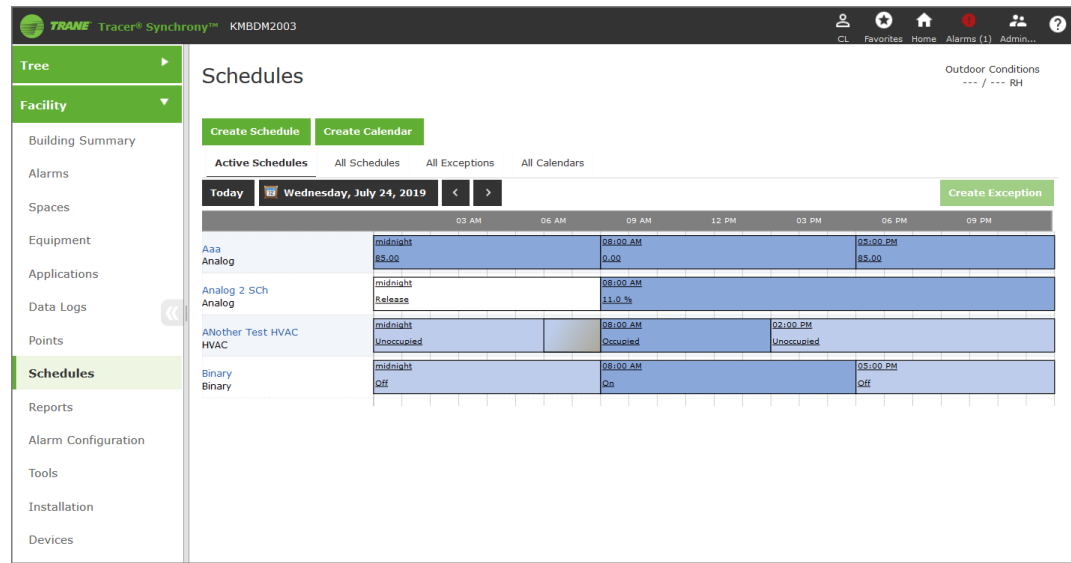 TRANE Tracer® Synchrony™ KMBDM2003
CL Favorites Home Alarms (1) Admin...
Tree
Facility
Building Summary
Alarms
Spaces
Equipment
Applications
Data Logs
Points
Schedules
Reports
Alarm Configuration
Tools
Installation
Devices
Schedules
Outdoor Conditions
--- / --- RH
Create Schedule Create Calendar
Active Schedules All Schedules All Exceptions All Calendars
Today Wednesday, July 24, 2019 < > Create Exception
03 AM 06 AM 09 AM 12 PM 03 PM 06 PM 09 PM
Aaa
Analog
midnight 08:00 AM 05:00 PM
85.00 0.00 85.00
Analog 2 SCh
Analog
midnight 08:00 AM
Release 11.0 %
ANother Test HVAC
HVAC
midnight 08:00 AM 02:00 PM
Unoccupied Occupied Unoccupied
Binary
Binary
midnight 08:00 AM 05:00 PM
Off On Off